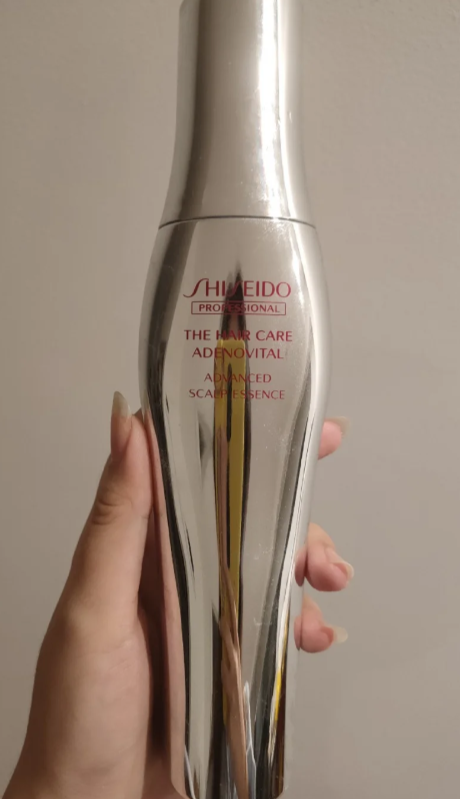 SHISEIDO
PROFESSIONAL
THE HAIR CARE
ADENOVITAL
ADVANCED
SCALP ESSENCE